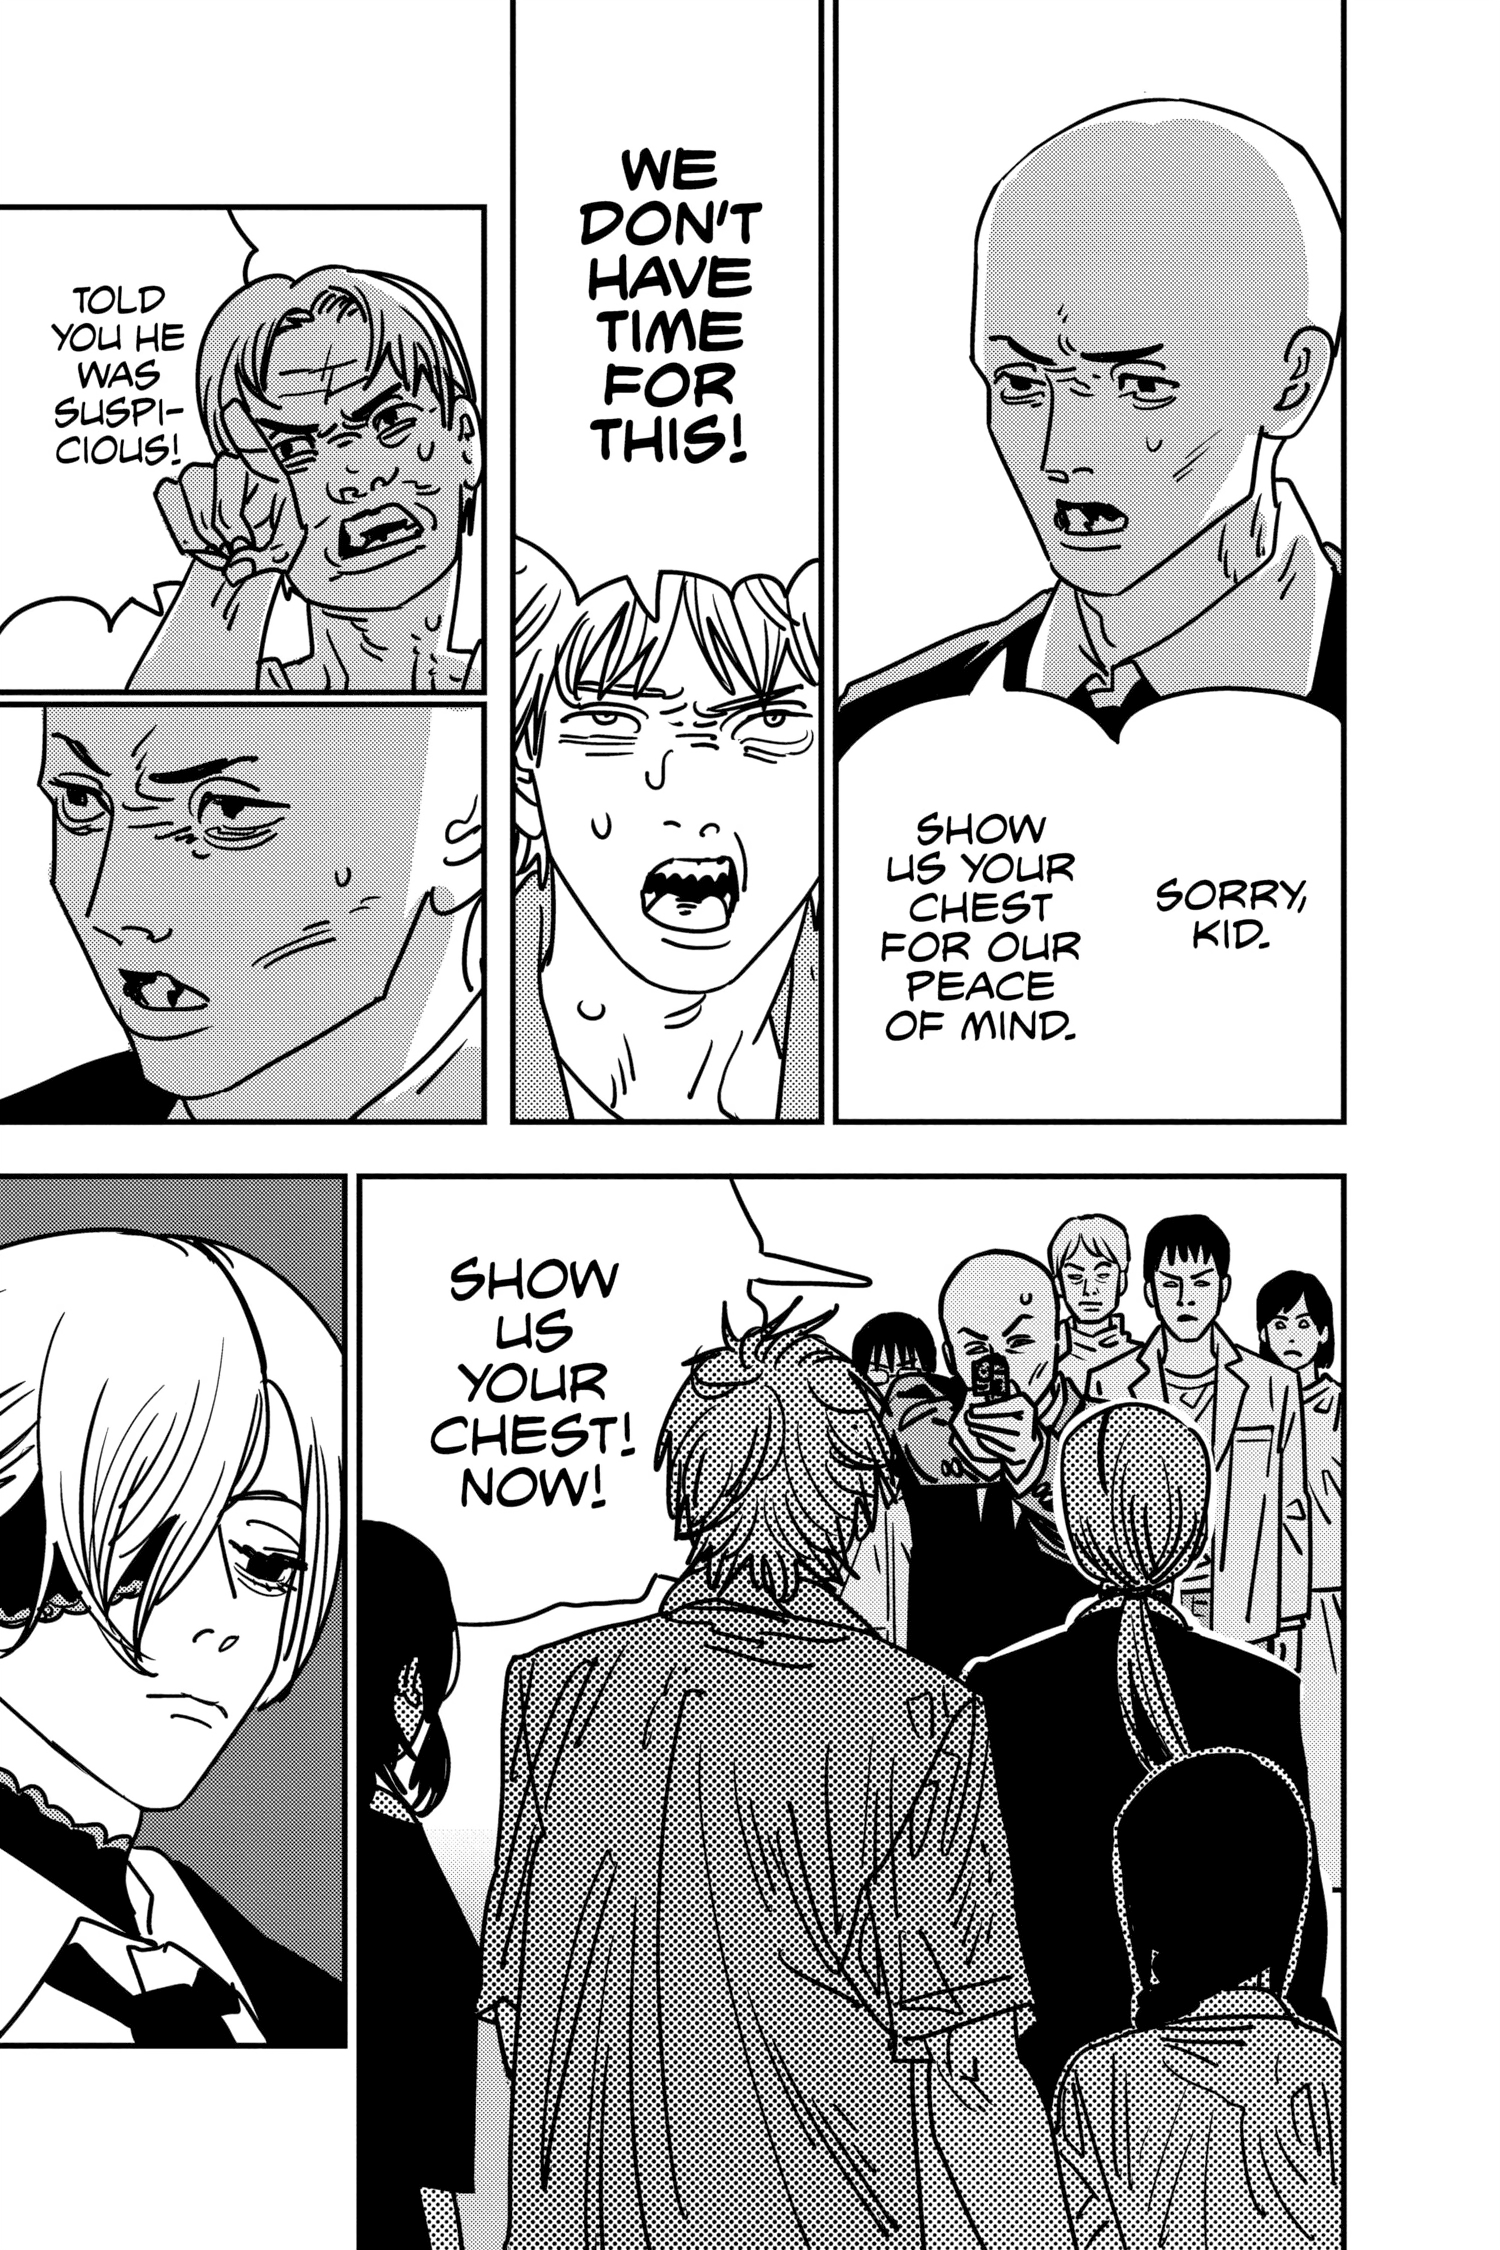 SORRY,
KID.
SHOW
US YOUR
CHEST
FOR OUR
PEACE
OF MIND.
WE
DON'T
HAVE
TIME
FOR
THIS!
TOLD
YOU HE
WAS
SUSPI-
CIOUS!
SHOW
US
YOUR
CHEST!
NOW!